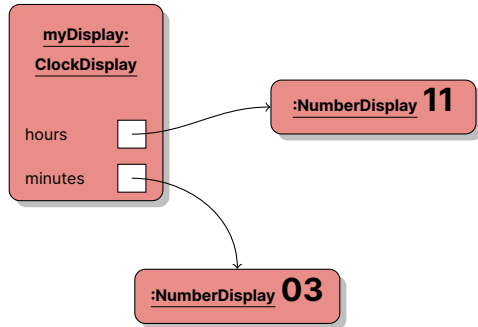 myDisplay:
ClockDisplay
:NumberDisplay 11
hours
minutes
:NumberDisplay 03